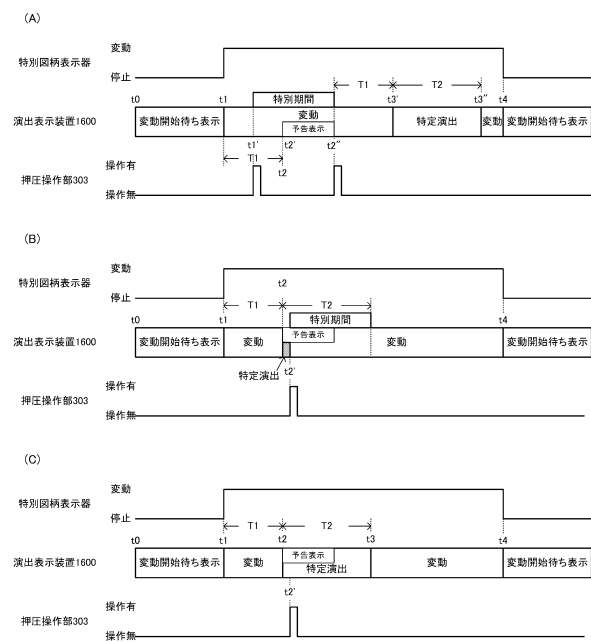 (A)
変動
特別図柄表示器
停止
T1
T2
t0
t1
特別期間
t3'
t3"
t4
演出表示装置1600
変動開始待ち表示
変動
予告表示
特定演出
変動
変動開始待ち表示
t1'
t2'
t2"
T1
操作有
t2
押圧操作部303
操作無
(B)
変動
特別図柄表示器
t2
停止
T1
T2
t0
t1
特別期間
t4
演出表示装置1600
変動開始待ち表示
変動
予告表示
変動
変動開始待ち表示
特定演出
t2'
操作有
押圧操作部303
操作無
(C)
変動
特別図柄表示器
停止
T1
T2
t0
t1
t2
t3
t4
演出表示装置1600
変動開始待ち表示
変動
予告表示
特定演出
変動
変動開始待ち表示
t2'
操作有
押圧操作部303
操作無